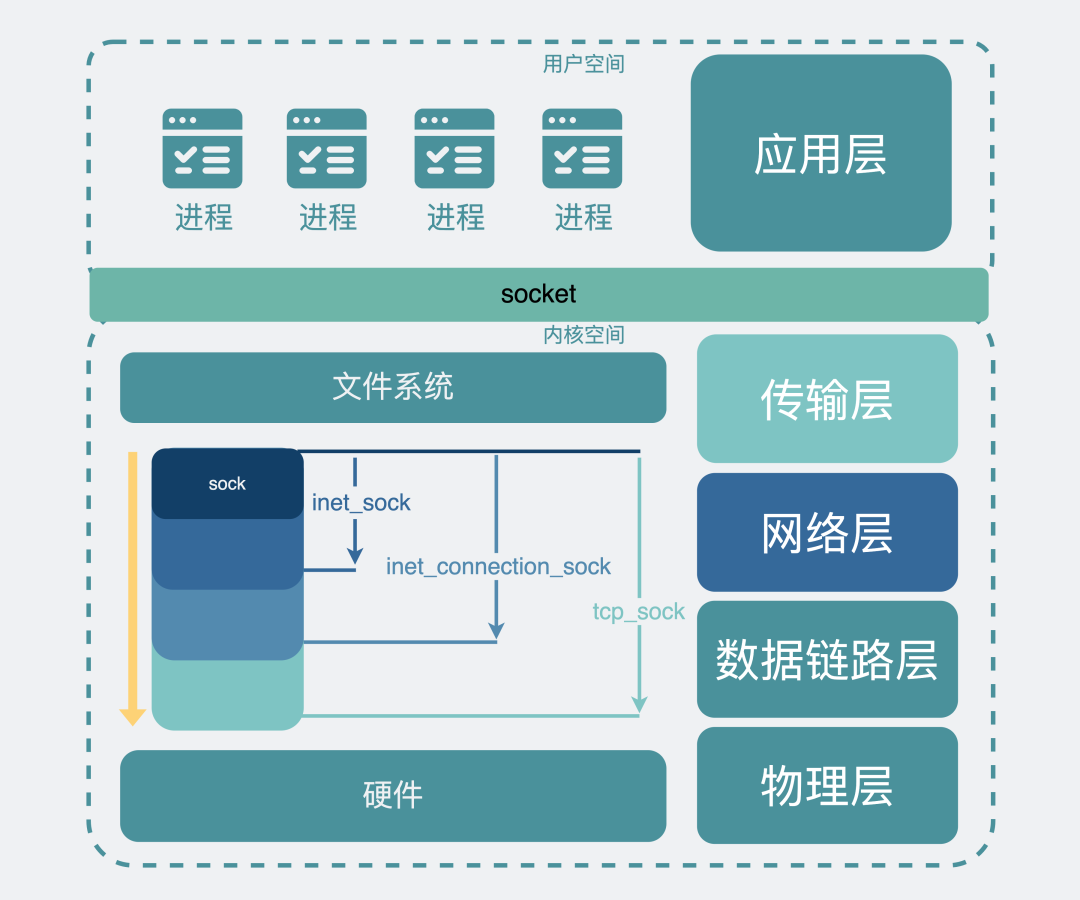 用户空间
应用层
进程
进程
进程
进程
socket
内核空间
文件系统
传输层
sock
inet_sock
网络层
inet_connection_sock
tcp_sock
数据链路层
硬件
物理层